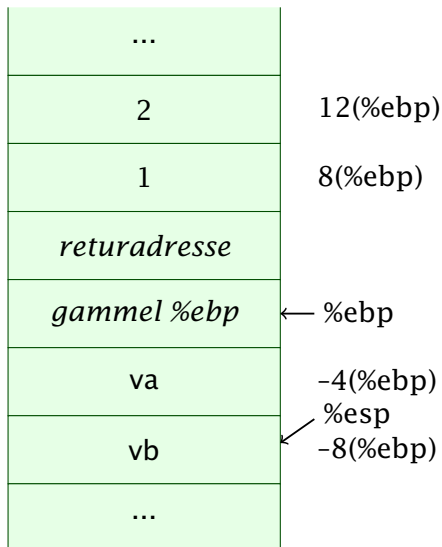 ...
2 12(%ebp)
1 8(%ebp)
returadresse
gammel %ebp %ebp
va -4(%ebp)
%esp
vb -8(%ebp)
...